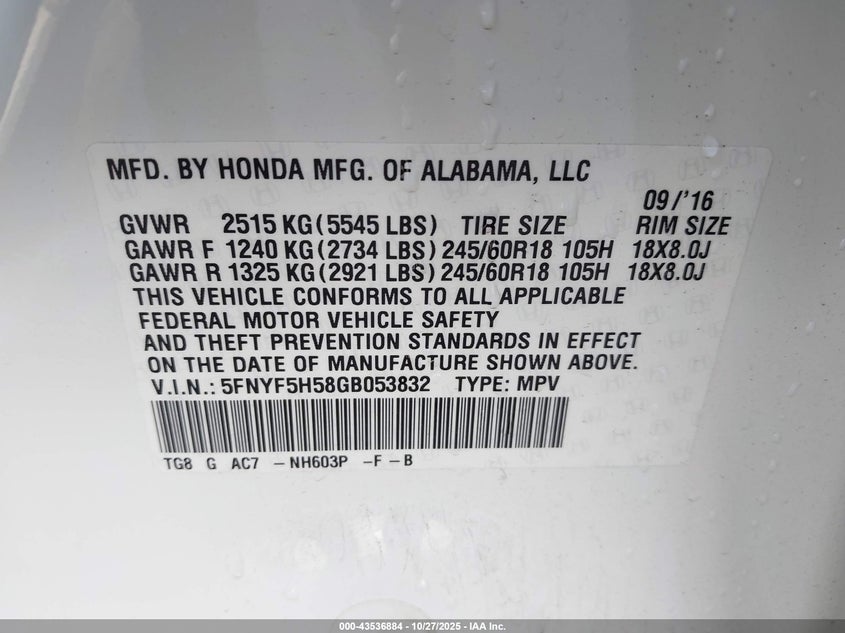 MFD. BY HONDA MFG. OF ALABAMA, LLC
09/'16
GVWR 2515 KG (5545 LBS) TIRE SIZE RIM SIZE
GAWR F 1240 KG (2734 LBS) 245/60R18 105H 18X8.0J
GAWR R 1325 KG (2921 LBS) 245/60R18 105H 18X8.0J
THIS VEHICLE CONFORMS TO ALL APPLICABLE
FEDERAL MOTOR VEHICLE SAFETY
AND THEFT PREVENTION STANDARDS IN EFFECT
ON THE DATE OF MANUFACTURE SHOWN ABOVE.
V.I.N.: 5FNYF5H58GB053832 TYPE: MPV
TG8 G AC7 -NH603P -F-B
000-43536884 | 10/27/2025 - IAA Inc.